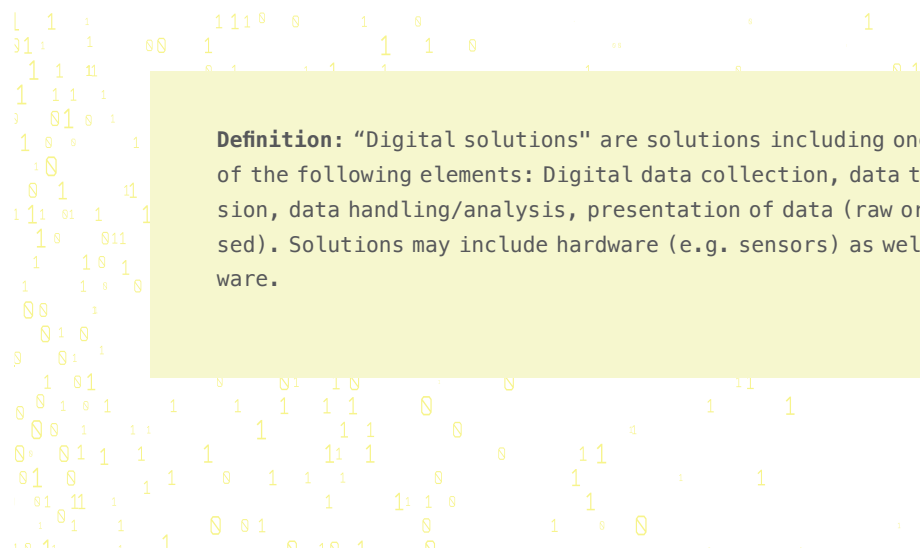 Definition: “Digital solutions" are solutions including
of the following elements: Digital data collection, data
sion, data handling/analysis, presentation of data (raw or
sed). Solutions may include hardware (e.g. sensors) as
ware.